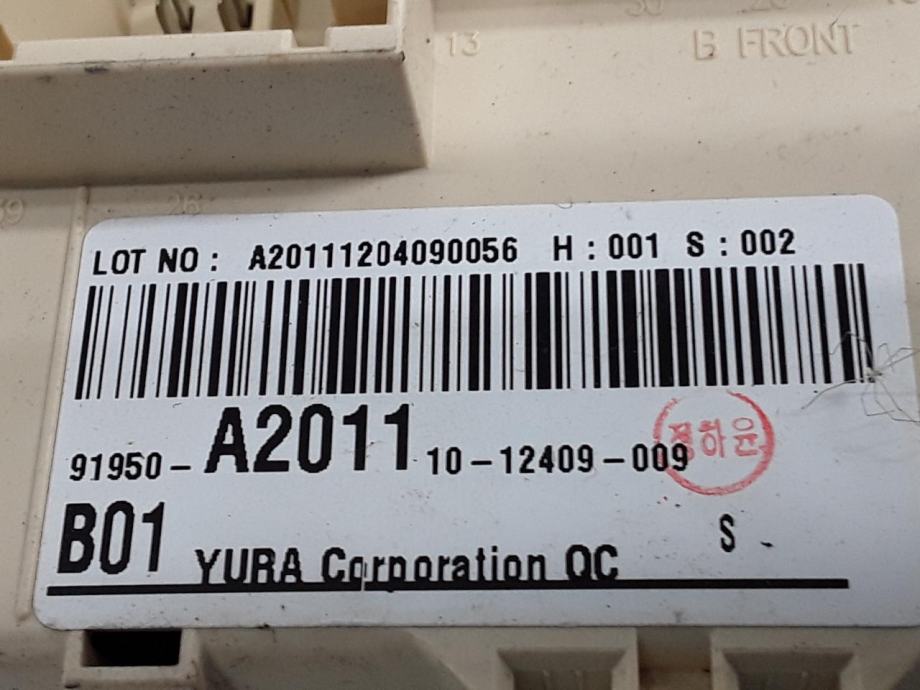 13
B FRONT
39
26
LOT NO : A20111204090056 H : 001 S : 002
91950- A2011 10-12409-009
정하윤
B01 YURA Corporation QC S